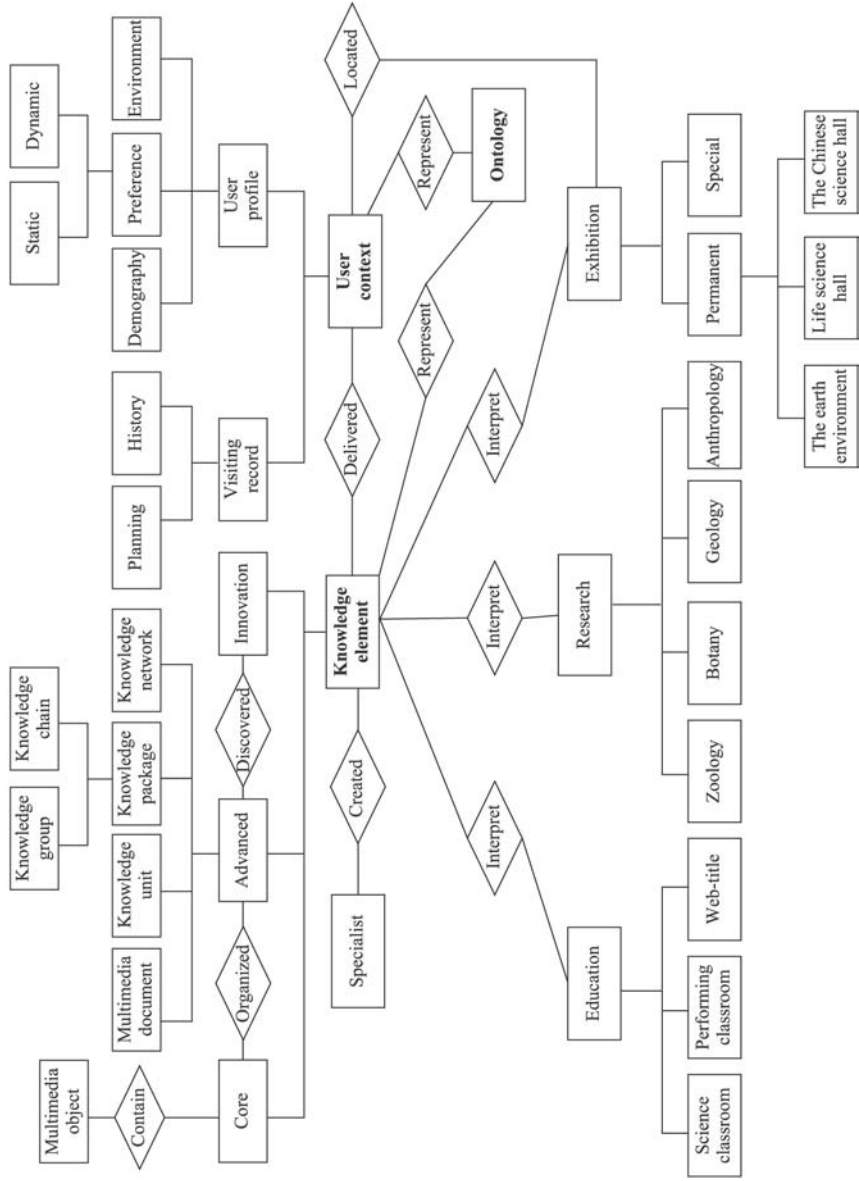 Knowledge
group
Knowledge
chain
Static
Dynamic
Multimedia
object
Multimedia
document
Knowledge
unit
Knowledge
package
Knowledge
network
Planning
History
Demography
Preference
Environment
Contain
Core
Organized
Advanced
Discovered
Innovation
Visiting
record
User
profile
Specialist
Created
Knowledge
element
Delivered
User
context
Located
Represent
Represent
Ontology
Interpret
Interpret
Interpret
Education
Research
Exhibition
Science
classroom
Performing
classroom
Web-title
Zoology
Botany
Geology
Anthropology
Permanent
Special
The earth
environment
Life science
hall
The Chinese
science hall